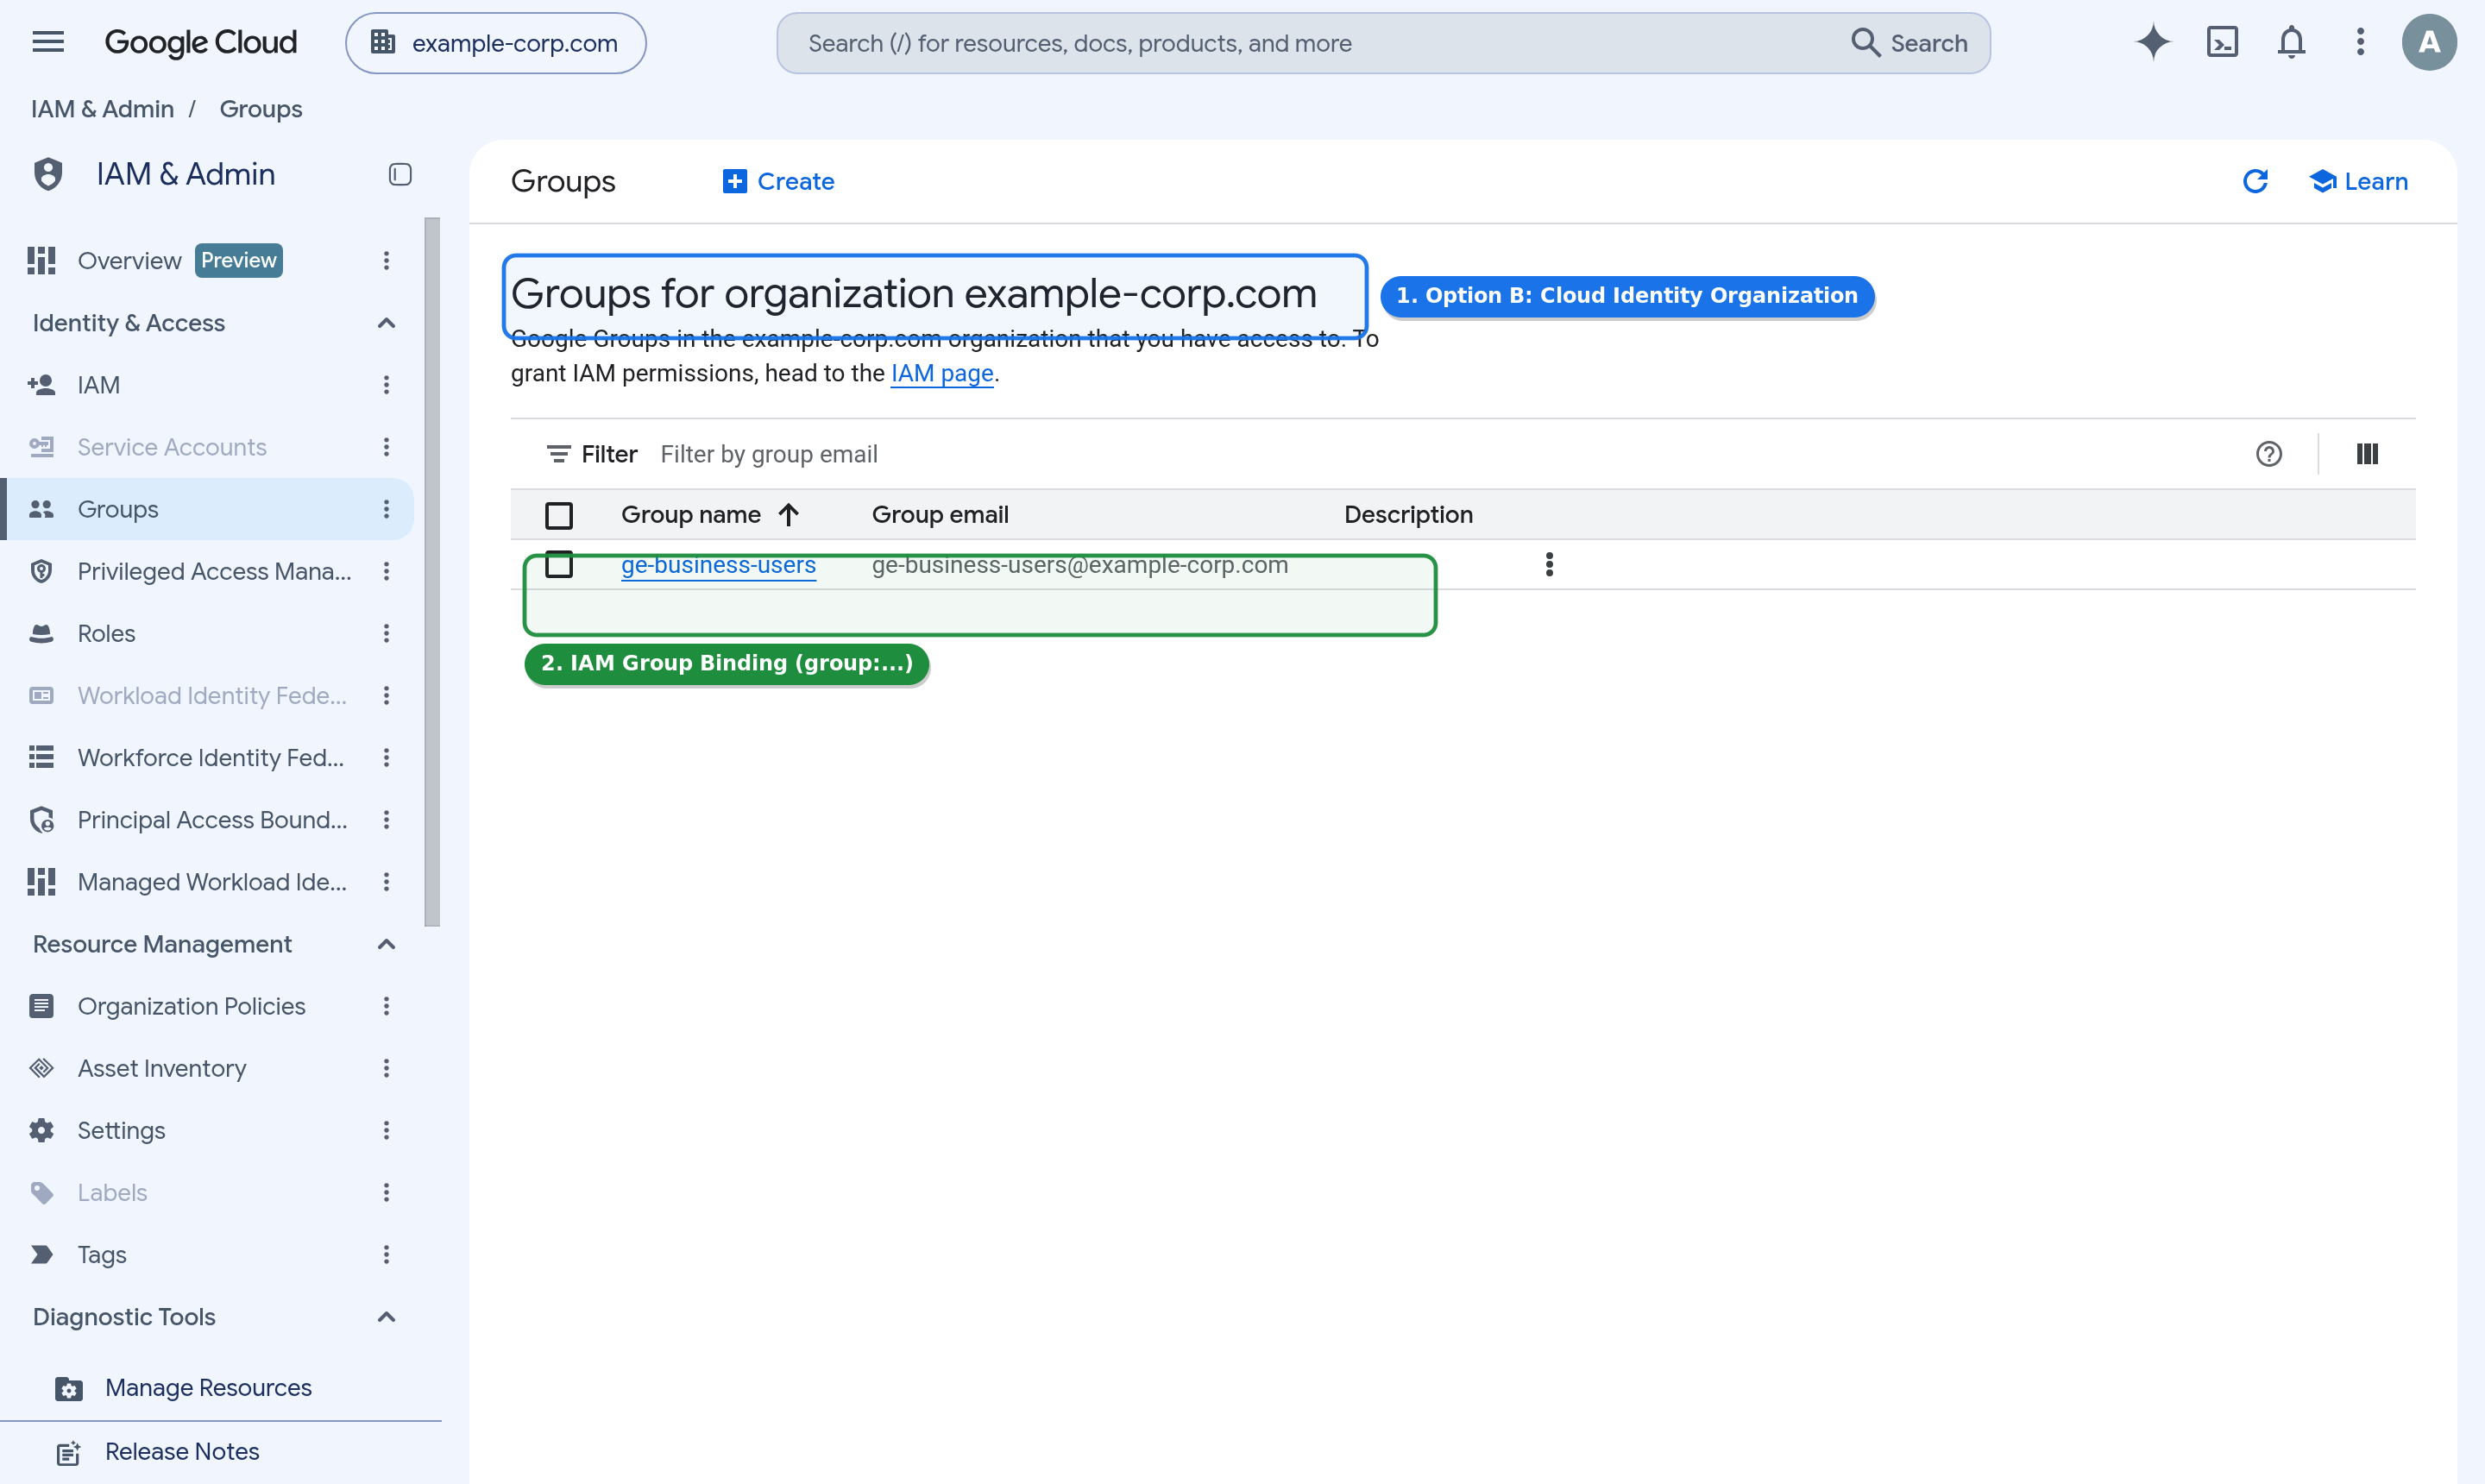 Google Cloud
example-corp.com
Search (/) for resources, docs, products, and more
Search
A
IAM & Admin / Groups
IAM & Admin
Overview Preview
Identity & Access
IAM
Service Accounts
Groups
Privileged Access Mana...
Roles
Workload Identity Fede...
Workforce Identity Fed...
Principal Access Bound...
Managed Workload Ide...
Resource Management
Organization Policies
Asset Inventory
Settings
Labels
Tags
Diagnostic Tools
Manage Resources
Release Notes
Groups
Create
Learn
Groups for organization example-corp.com
1. Option B: Cloud Identity Organization
Google Groups in the example-corp.com organization that you have access to. To
grant IAM permissions, head to the IAM page.
Filter Filter by group email
Group name Group email Description
ge-business-users ge-business-users@example-corp.com
2. IAM Group Binding (group:...)